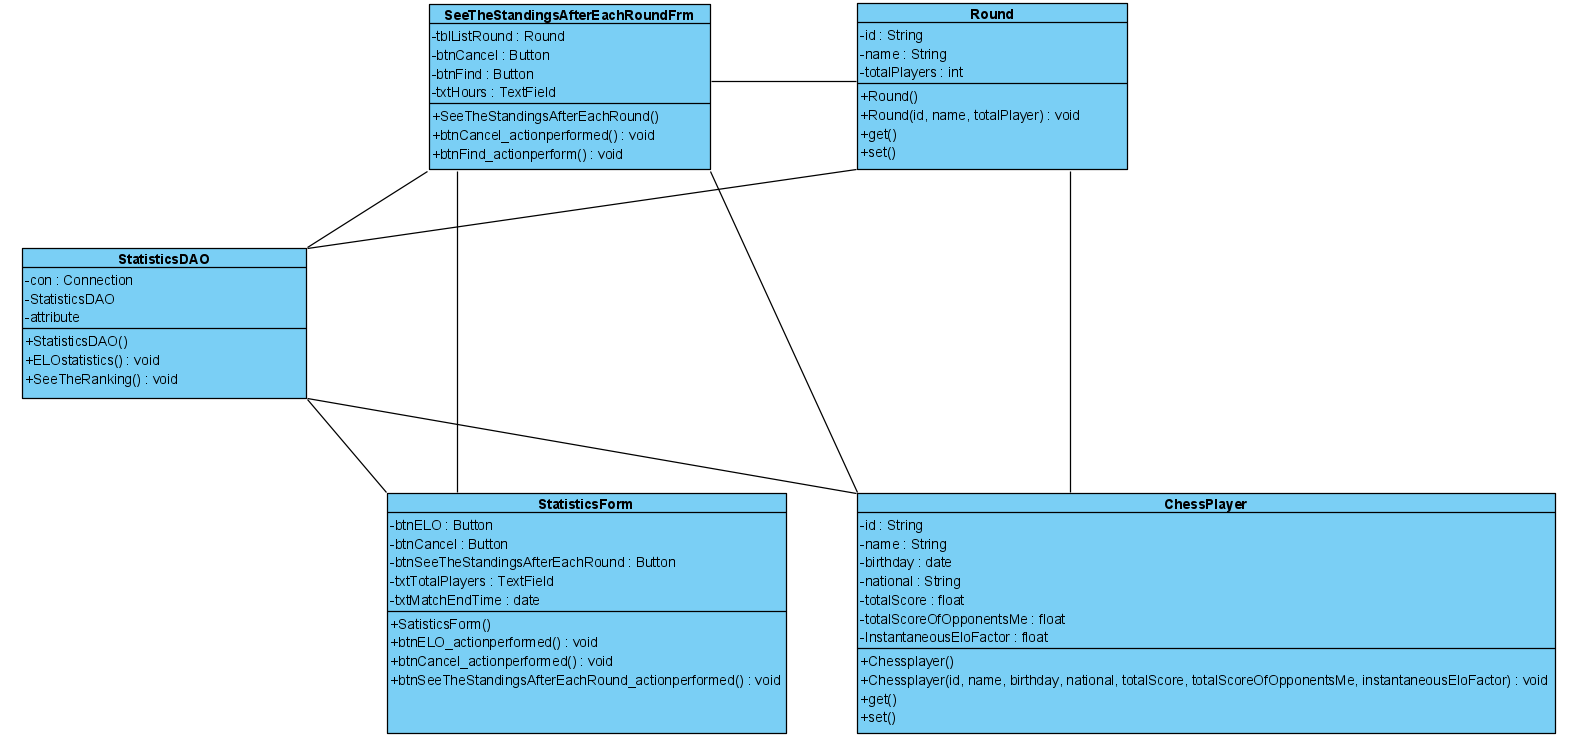 SeeTheStandingsAfterEachRoundFrm
-tblListRound : Round
-btnCancel : Button
-btnFind : Button
-txtHours : TextField
+SeeTheStandingsAfterEachRound()
+btnCancel_actionperformed() : void
+btnFind_actionperform() : void
Round
-id : String
-name : String
-totalPlayers : int
+Round()
+Round(id, name, totalPlayer) : void
+get()
+set()
StatisticsDAO
-con : Connection
-StatisticsDAO
-attribute
+StatisticsDAO()
+ELOstatistics() : void
+SeeTheRanking() : void
StatisticsForm
-btnELO : Button
-btnCancel : Button
-btnSeeTheStandingsAfterEachRound : Button
-txtTotalPlayers : TextField
-txtMatchEndTime : date
+SatisticsForm()
+btnELO_actionperformed() : void
+btnCancel_actionperformed() : void
+btnSeeTheStandingsAfterEachRound_actionperformed() : void
ChessPlayer
-id : String
-name : String
-birthday : date
-national : String
-totalScore : float
-totalScoreOfOpponentsMe : float
-InstantaneousEloFactor : float
+Chessplayer()
+Chessplayer(id, name, birthday, national, totalScore, totalScoreOfOpponentsMe, instantaneousEloFactor) : void
+get()
+set()